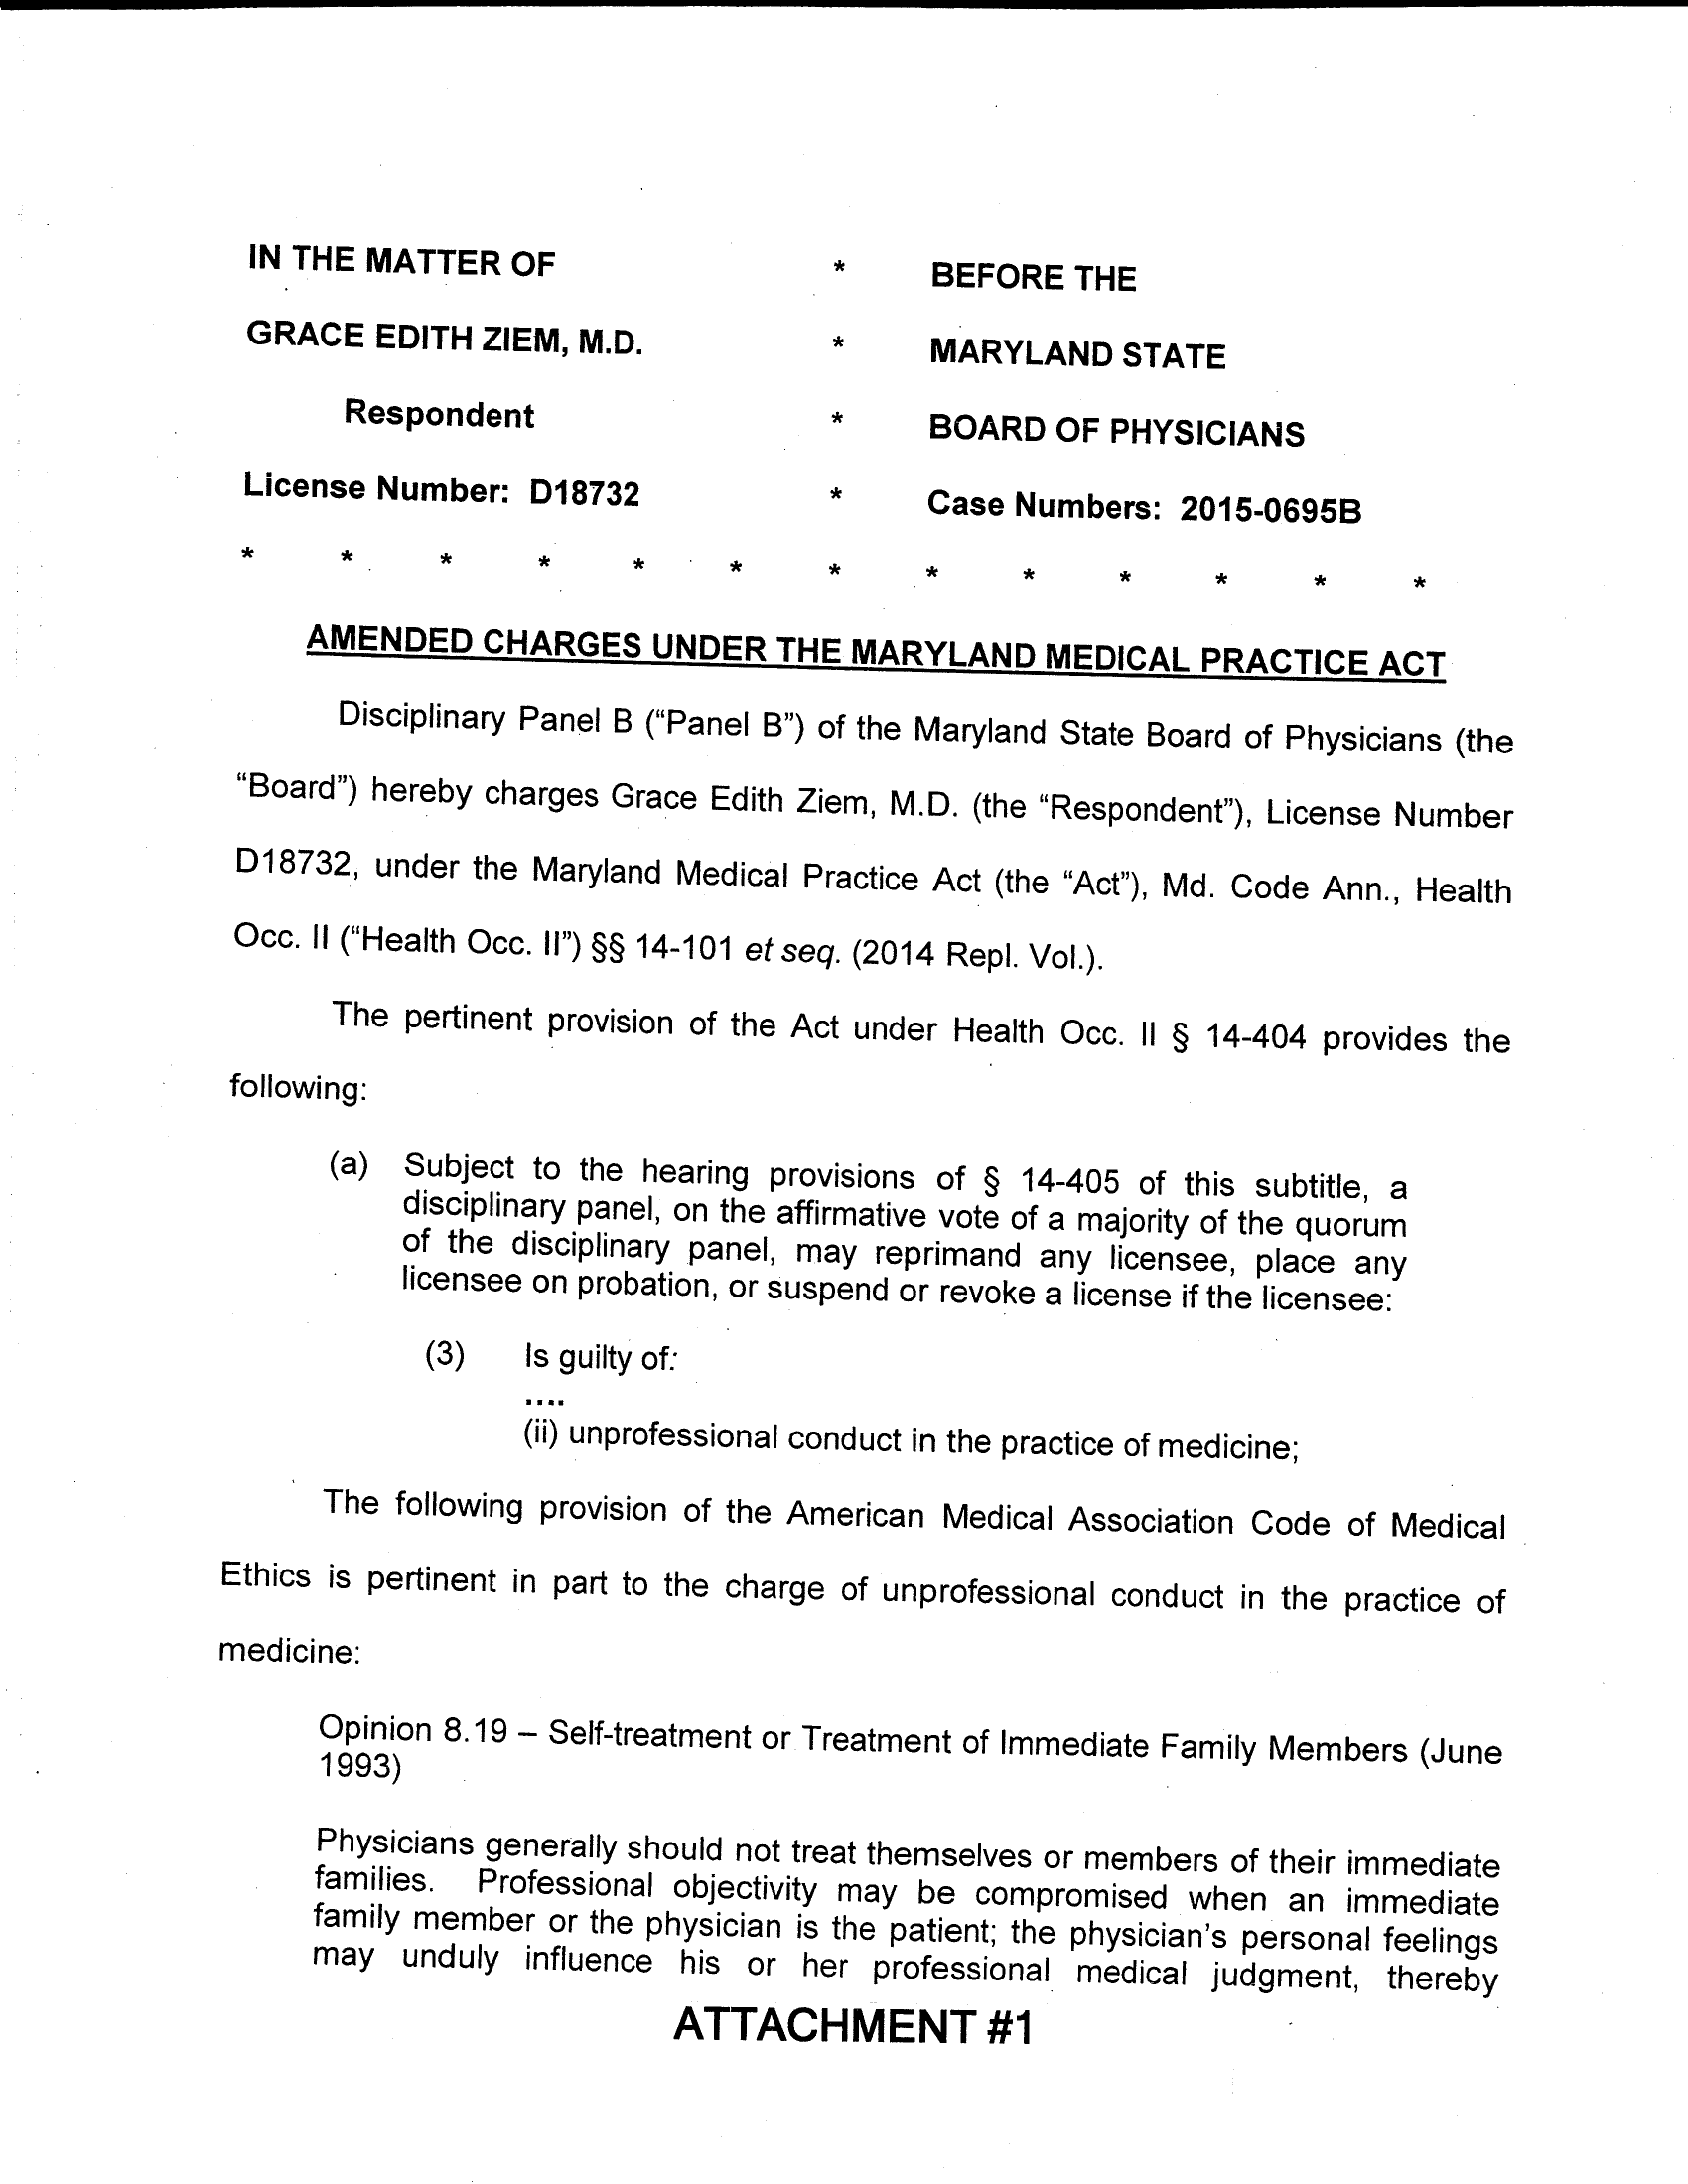 IN THE MATTER OF * BEFORE THE
GRACE EDITH ZIEM, M.D. * MARYLAND STATE
Respondent * BOARD OF PHYSICIANS
License Number: D18732 * Case Numbers: 2015-0695B
* * * * * * * * * * * * *
AMENDED CHARGES UNDER THE MARYLAND MEDICAL PRACTICE ACT
Disciplinary Panel B (“Panel B”) of the Maryland State Board of Physicians (the
“Board”) hereby charges Grace Edith Ziem, M.D. (the “Respondent”), License Number
D18732, under the Maryland Medical Practice Act (the “Act”), Md. Code Ann., Health
Occ. II (“Health Occ. II”) §§ 14-101 et seq. (2014 Repl. Vol.).
The pertinent provision of the Act under Health Occ. II § 14-404 provides the
following:
(a) Subject to the hearing provisions of § 14-405 of this subtitle, a
disciplinary panel, on the affirmative vote of a majority of the quorum
of the disciplinary panel, may reprimand any licensee, place any
licensee on probation, or suspend or revoke a license if the licensee:
(3) Is guilty of:
....
(ii) unprofessional conduct in the practice of medicine;
The following provision of the American Medical Association Code of Medical
Ethics is pertinent in part to the charge of unprofessional conduct in the practice of
medicine:
Opinion 8.19 – Self-treatment or Treatment of Immediate Family Members (June
1993)
Physicians generally should not treat themselves or members of their immediate
families. Professional objectivity may be compromised when an immediate
family member or the physician is the patient; the physician’s personal feelings
may unduly influence his or her professional medical judgment, thereby
ATTACHMENT #1